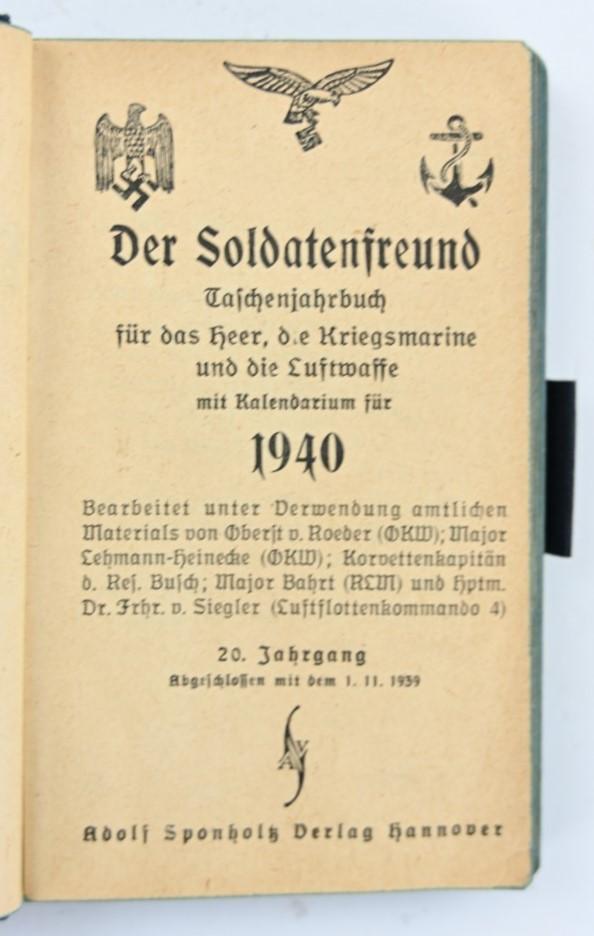 Der Soldatenfreund
Taschenjahrbuch
für das Heer, d.e Kriegsmarine
und die Luftwaffe
mit Kalendarium für
1940
Bearbeitet unter Verwendung amtlichen
Materials von Oberst v. Roeder (OKW); Major
Lehmann-Heinecke (OKW); Korvettenkapitän
d. Res. Busch; Major Bahrt (RLM) und Hptm.
Dr. Frhr. v. Siegler (Luftflottenkommando 4)
20. Jahrgang
Abgeschlossen mit dem 1. 11. 1939
AVS
Adolf Sponholtz Verlag Hannover